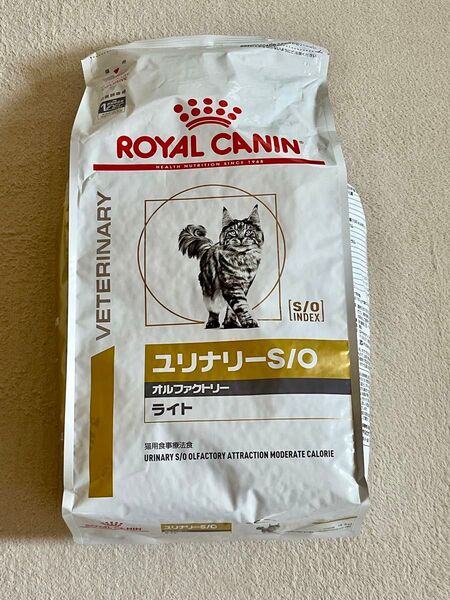 ROYAL CANIN
HEALTH NUTRITION SINCE 1968
VETERINARY
[S/O]
INDEX
ユリナリーS/O
オルファクトリー
ライト
猫用食事療法食
URINARY S/O OLFACTORY ATTRACTION MODERATE CALORIE
ROYAL CANIN
ユリナリーS/O